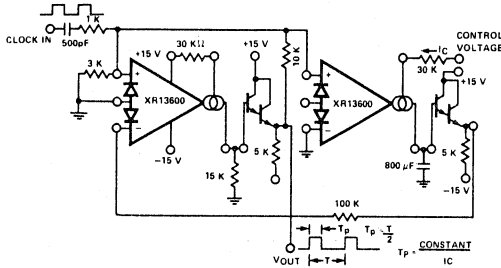 1 K
CLOCK IN
500pF
+15 V
30 KΩ
+15 V
10 K
IC
CONTROL
VOLTAGE
30 K
+15 V
3 K
+
XR13600
−
−15 V
15 K
5 K
+
XR13600
−
800 µF
5 K
−15 V
100 K
VOUT
TP
T
TP T/2
TP = CONSTANT/IC